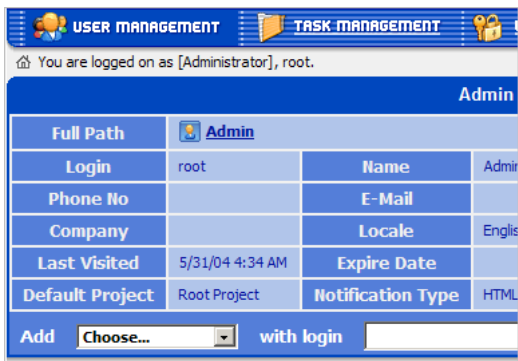 USER MANAGEMENT TASK MANAGEMENT
You are logged on as [Administrator], root.
Admin
Full Path Admin
Login root Name
Phone No E-Mail
Company Locale
Last Visited 5/31/04 4:34 AM Expire Date
Default Project Root Project Notification Type HTML
Add Choose... with login